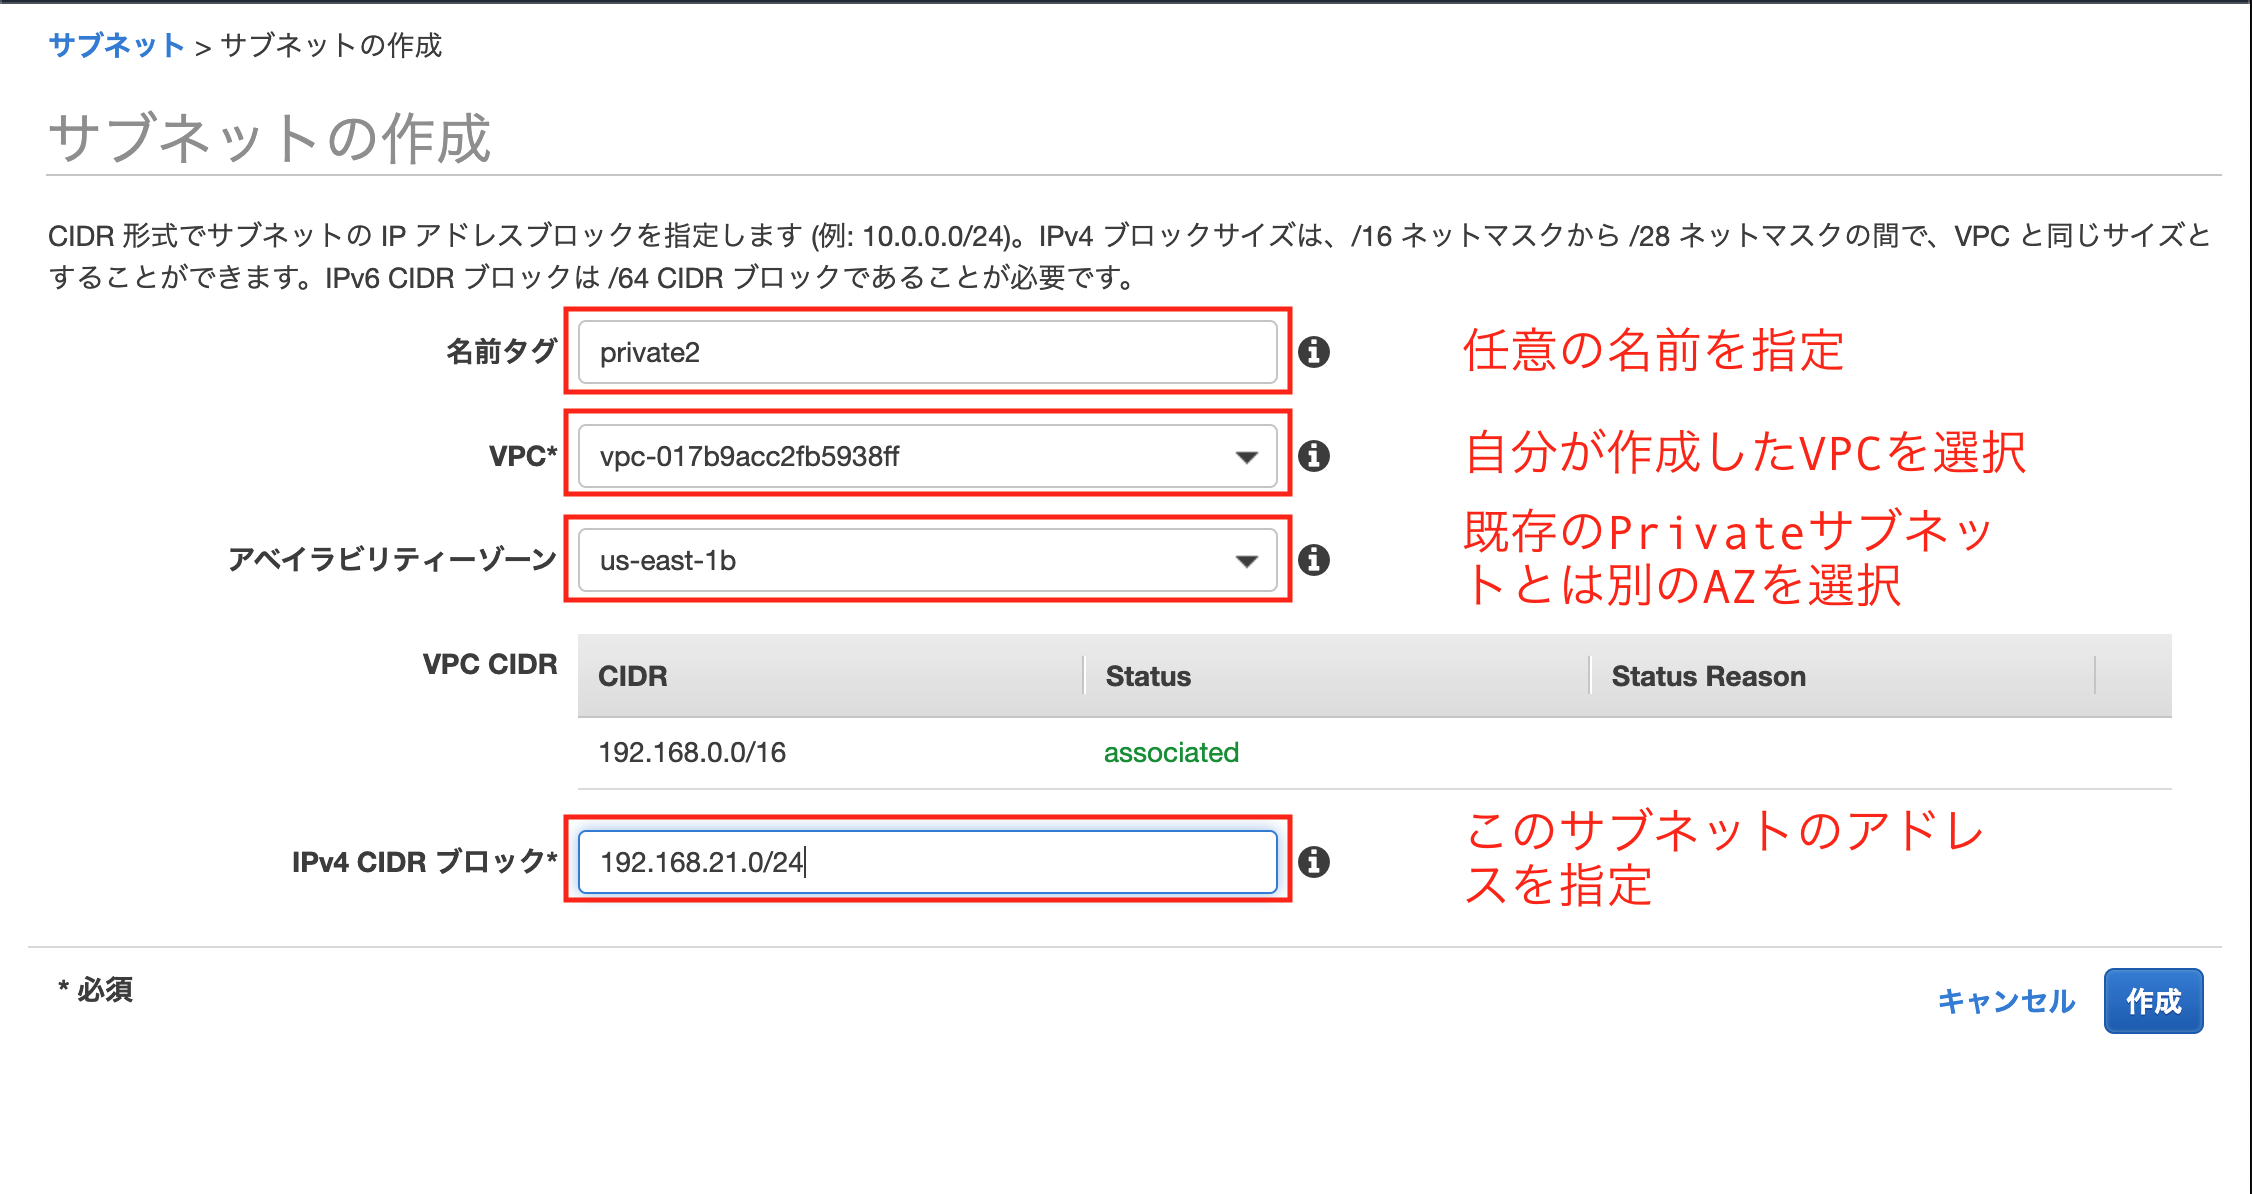 サブネット > サブネットの作成
サブネットの作成
CIDR 形式でサブネットの IP アドレスブロックを指定します (例: 10.0.0.0/24)。IPv4 ブロックサイズは、/16 ネットマスクから /28 ネットマスクの間で、VPC と同じサイズと
することができます。IPv6 CIDR ブロックは /64 CIDR ブロックであることが必要です。
名前タグ private2 任意の名前を指定
VPC* vpc-017b9acc2fb5938ff 自分が作成したVPCを選択
アベイラビリティーゾーン us-east-1b 既存のPrivateサブネッ
トとは別のAZを選択
VPC CIDR CIDR Status Status Reason
192.168.0.0/16 associated
IPv4 CIDR ブロック* 192.168.21.0/24 このサブネットのアドレ
スを指定
* 必須 キャンセル 作成